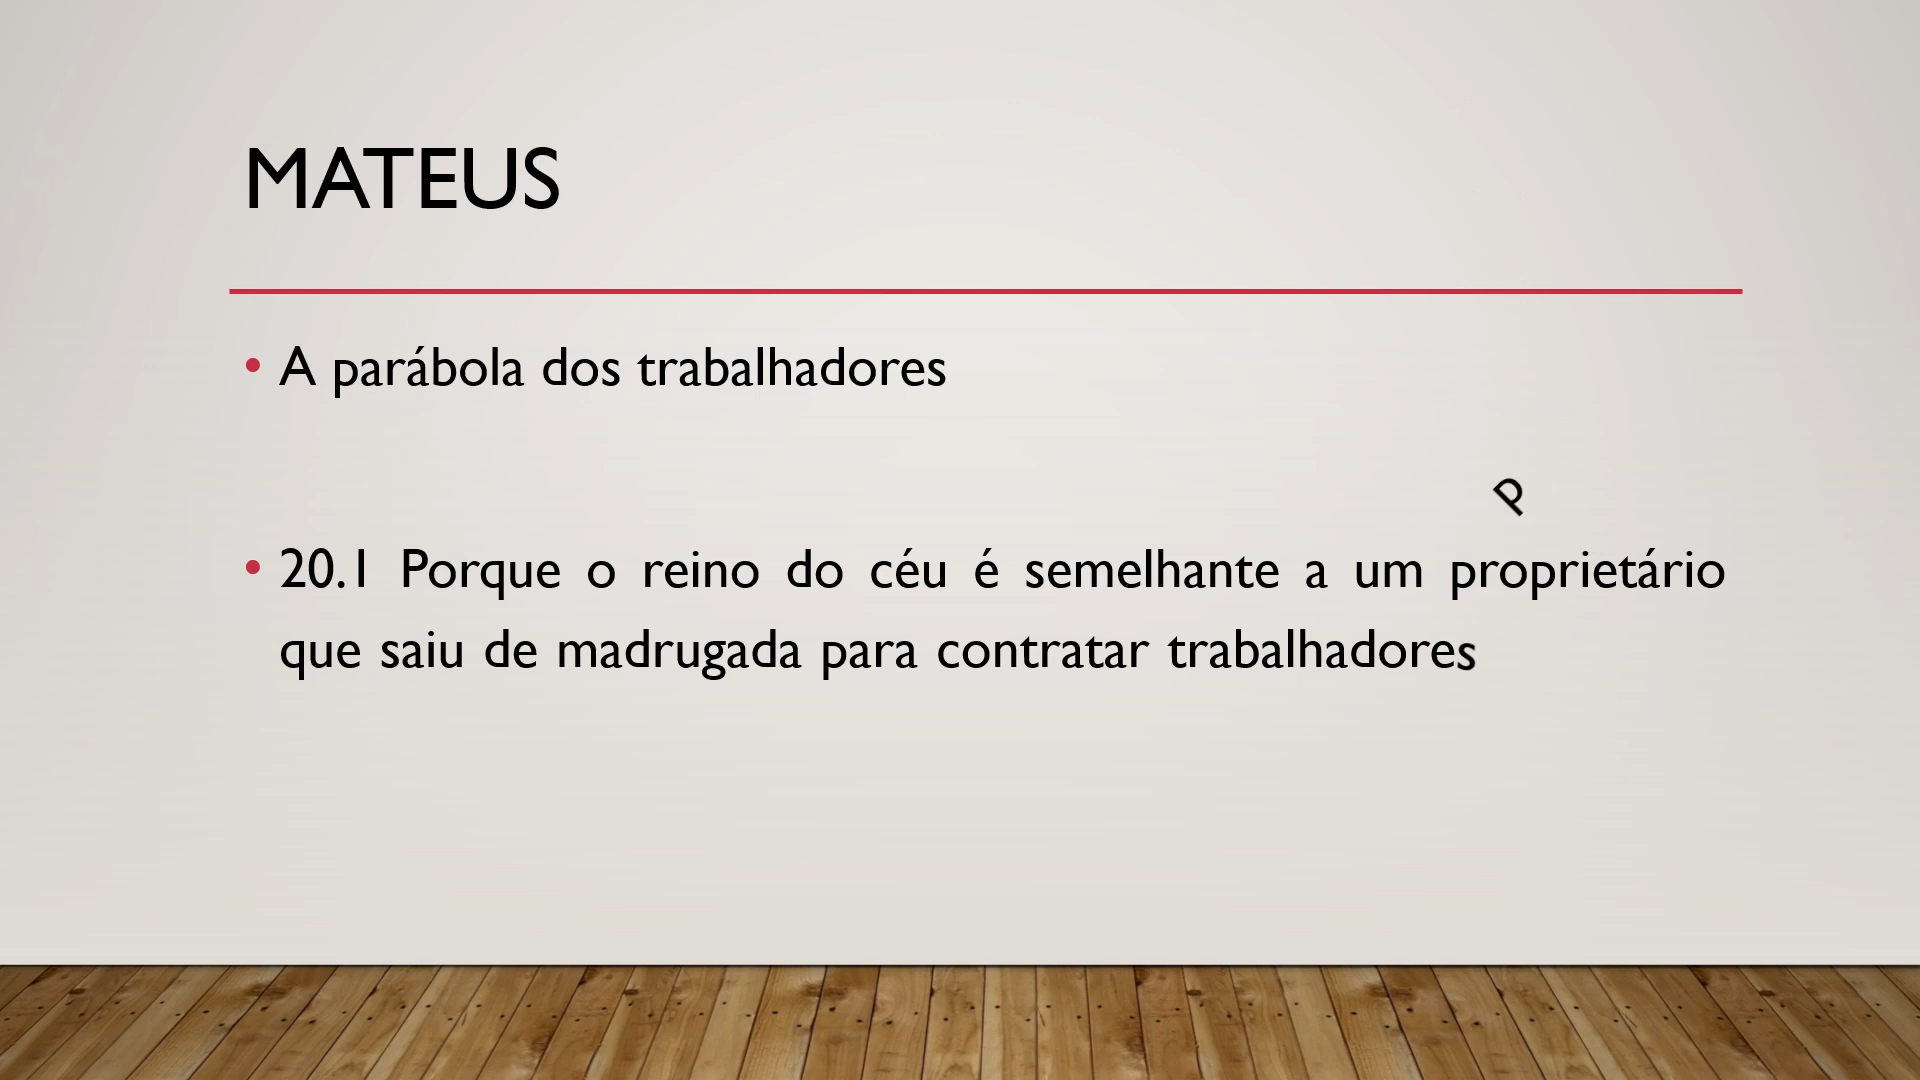 MATEUS
• A parábola dos trabalhadores
p
• 20.1 Porque o reino do céu é semelhante a um proprietário
que saiu de madrugada para contratar trabalhadores